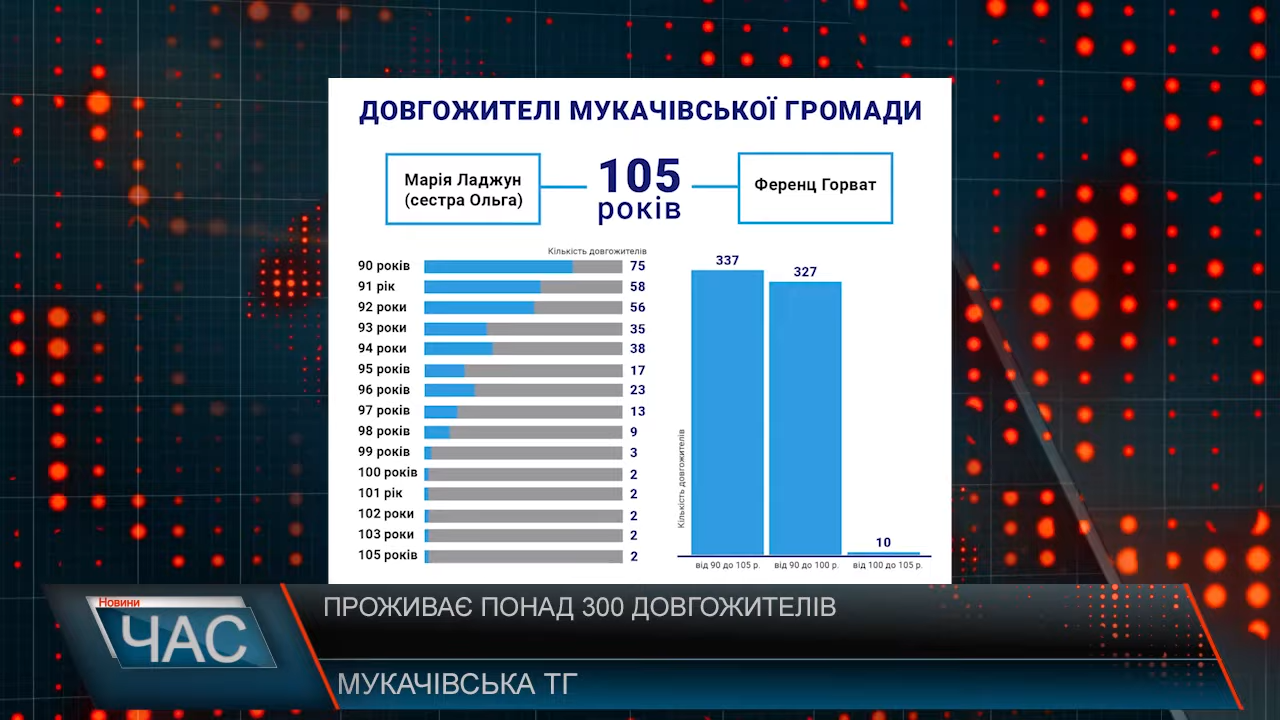 ДОВГОЖИТЕЛІ МУКАЧІВСЬКОЇ ГРОМАДИ
Марія Ладжун
(сестра Ольга)
105
років
Ференц Горват
Кількість довгожителів
90 років 75
91 рік 58
92 роки 56
93 роки 35
94 роки 38
95 років 17
96 років 23
97 років 13
98 років 9
99 років 3
100 років 2
101 рік 2
102 роки 2
103 роки 2
105 років 2
Кількість довгожителів
337
327
10
від 90 до 105 р.
від 90 до 100 р.
від 100 до 105 р.
Новини
ЧАС
ПРОЖИВАЄ ПОНАД 300 ДОВГОЖИТЕЛІВ
МУКАЧІВСЬКА ТГ